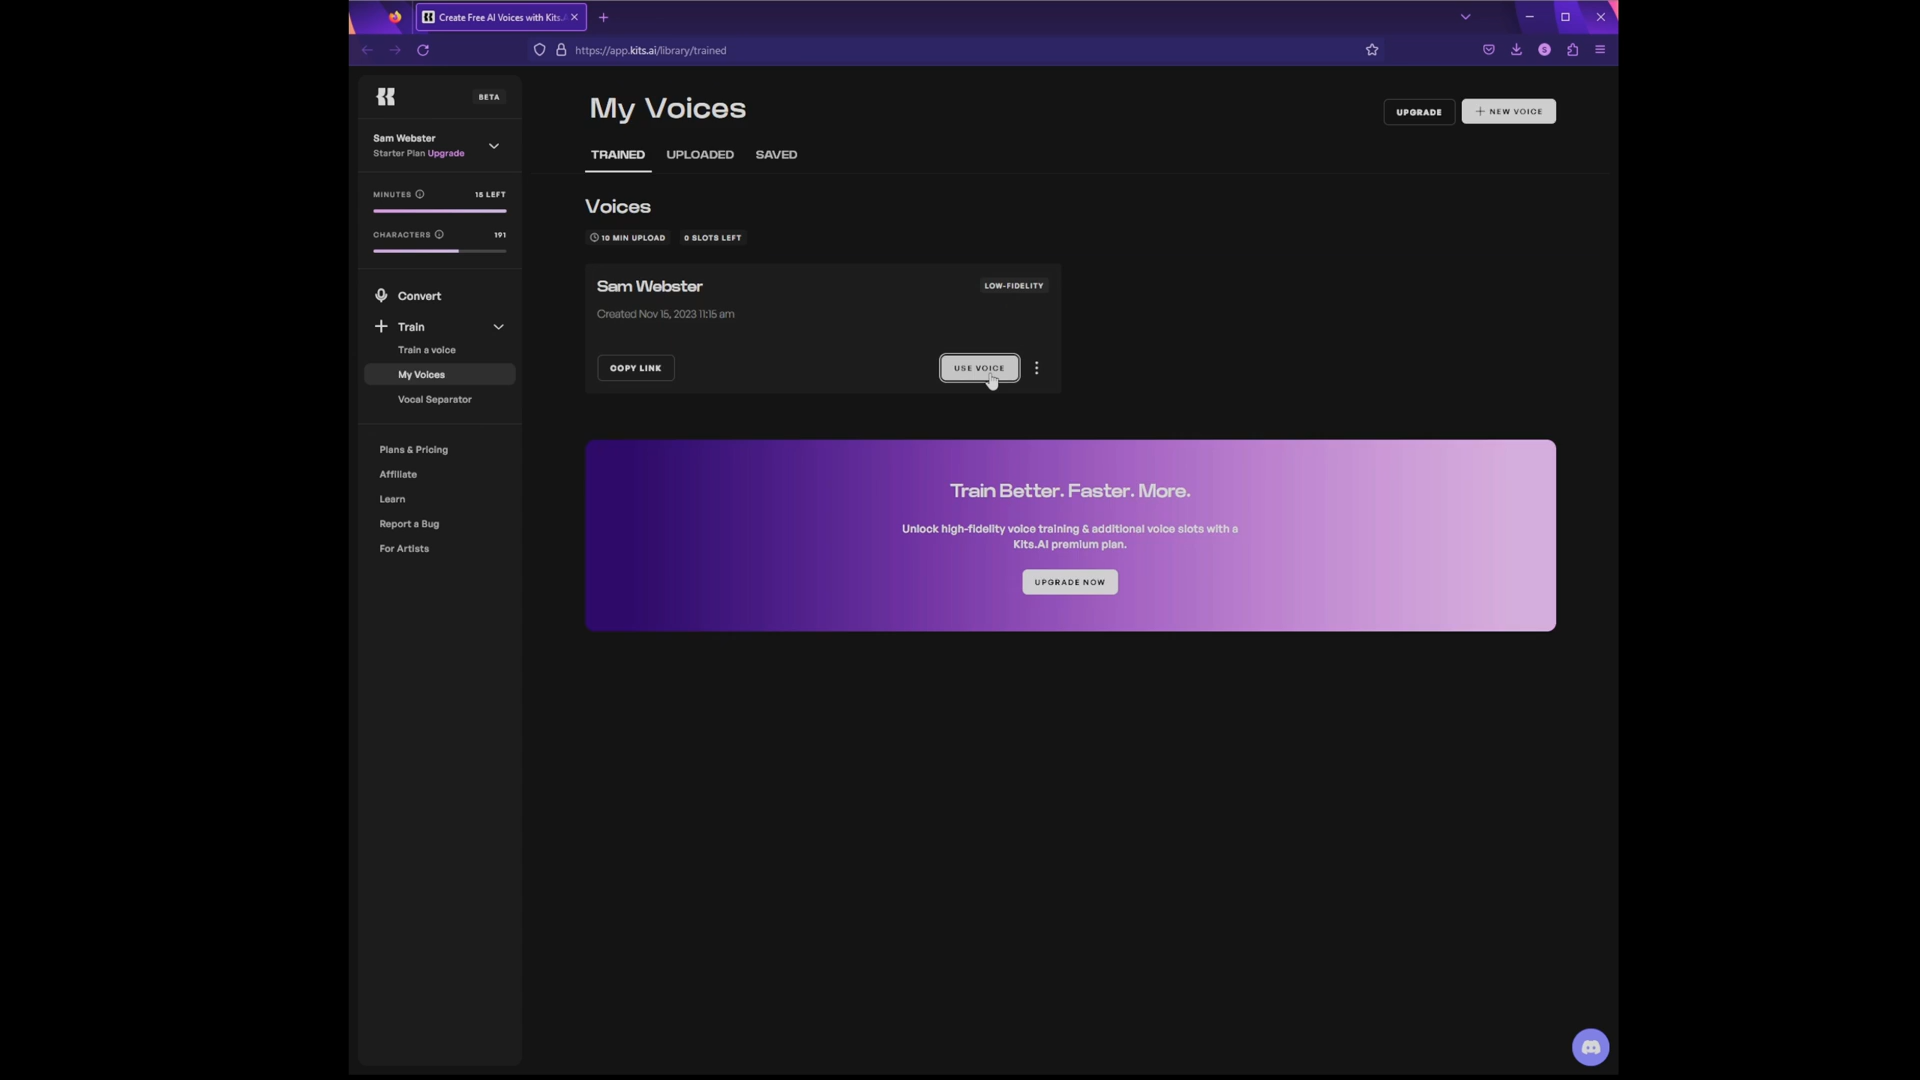 Create Free AI Voices with Kits.
https://app.kits.ai/library/trained
BETA
Sam Webster
Starter Plan Upgrade
MINUTES 15 LEFT
CHARACTERS 191
Convert
Train
Train a voice
My Voices
Vocal Separator
Plans & Pricing
Affiliate
Learn
Report a Bug
For Artists
My Voices
UPGRADE
+ NEW VOICE
TRAINED UPLOADED SAVED
Voices
10 MIN UPLOAD 0 SLOTS LEFT
Sam Webster
LOW-FIDELITY
Created Nov 15, 2023 11:15 am
COPY LINK
USE VOICE
Train Better. Faster. More.
Unlock high-fidelity voice training & additional voice slots with a
Kits.AI premium plan.
UPGRADE NOW